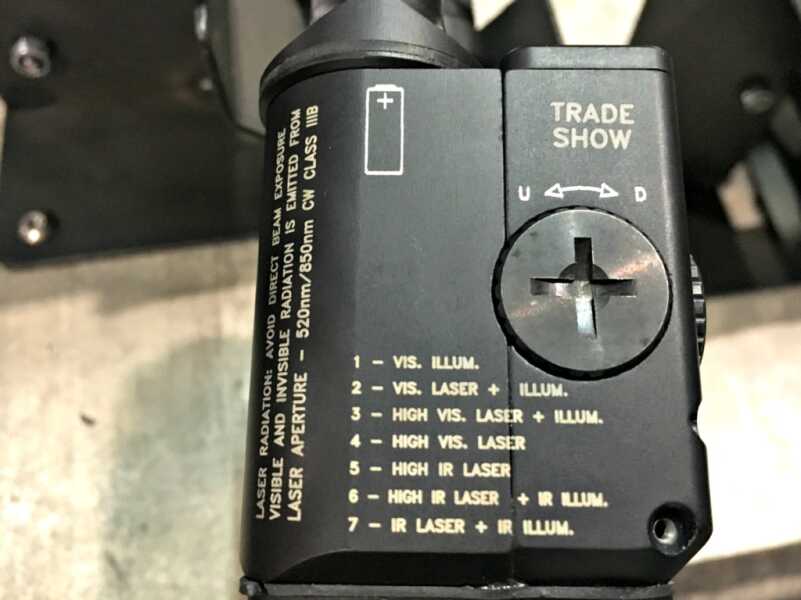 LASER RADIATION: AVOID DIRECT BEAM EXPOSURE
VISIBLE AND INVISIBLE RADIATION IS EMITTED FROM
LASER APERTURE - 520nm/850nm CW CLASS IIIB
+
TRADE
SHOW
U D
1 - VIS. ILLUM.
2 - VIS. LASER + ILLUM.
3 - HIGH VIS. LASER + ILLUM.
4 - HIGH VIS. LASER
5 - HIGH IR LASER
6 - HIGH IR LASER + IR ILLUM.
7 - IR LASER + IR ILLUM.